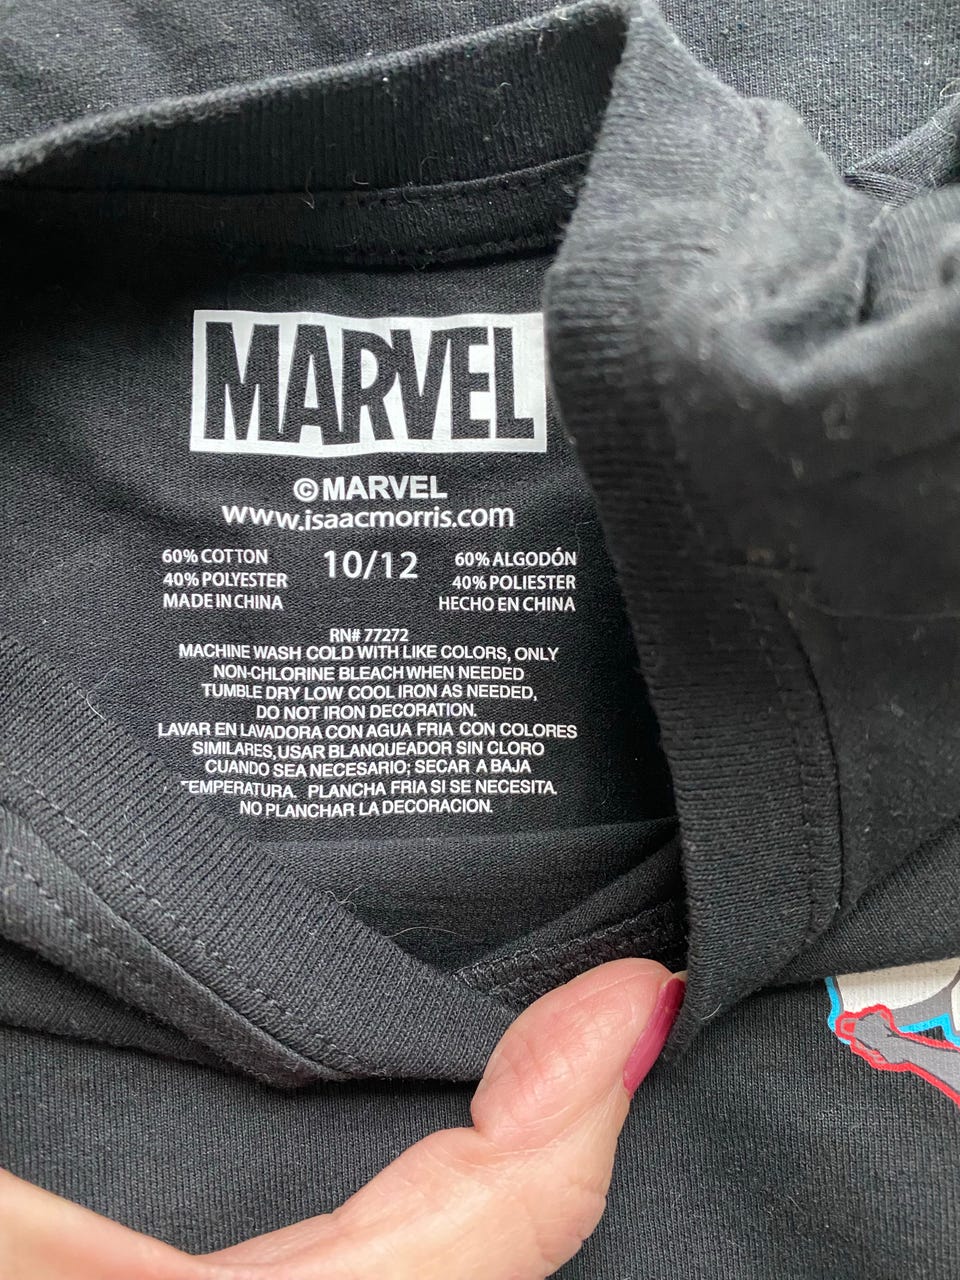 MARVEL
© MARVEL
www.isaacmorris.com
60% COTTON
40% POLYESTER
MADE IN CHINA
10/12
60% ALGODÓN
40% POLIESTER
HECHO EN CHINA
RN# 77272
MACHINE WASH COLD WITH LIKE COLORS, ONLY
NON-CHLORINE BLEACH WHEN NEEDED
TUMBLE DRY LOW COOL IRON AS NEEDED,
DO NOT IRON DECORATION.
LAVAR EN LAVADORA CON AGUA FRIA CON COLORES
SIMILARES, USAR BLANQUEADOR SIN CLORO
CUANDO SEA NECESARIO; SECAR A BAJA
TEMPERATURA. PLANCHA FRIA SI SE NECESITA.
NO PLANCHAR LA DECORACION.